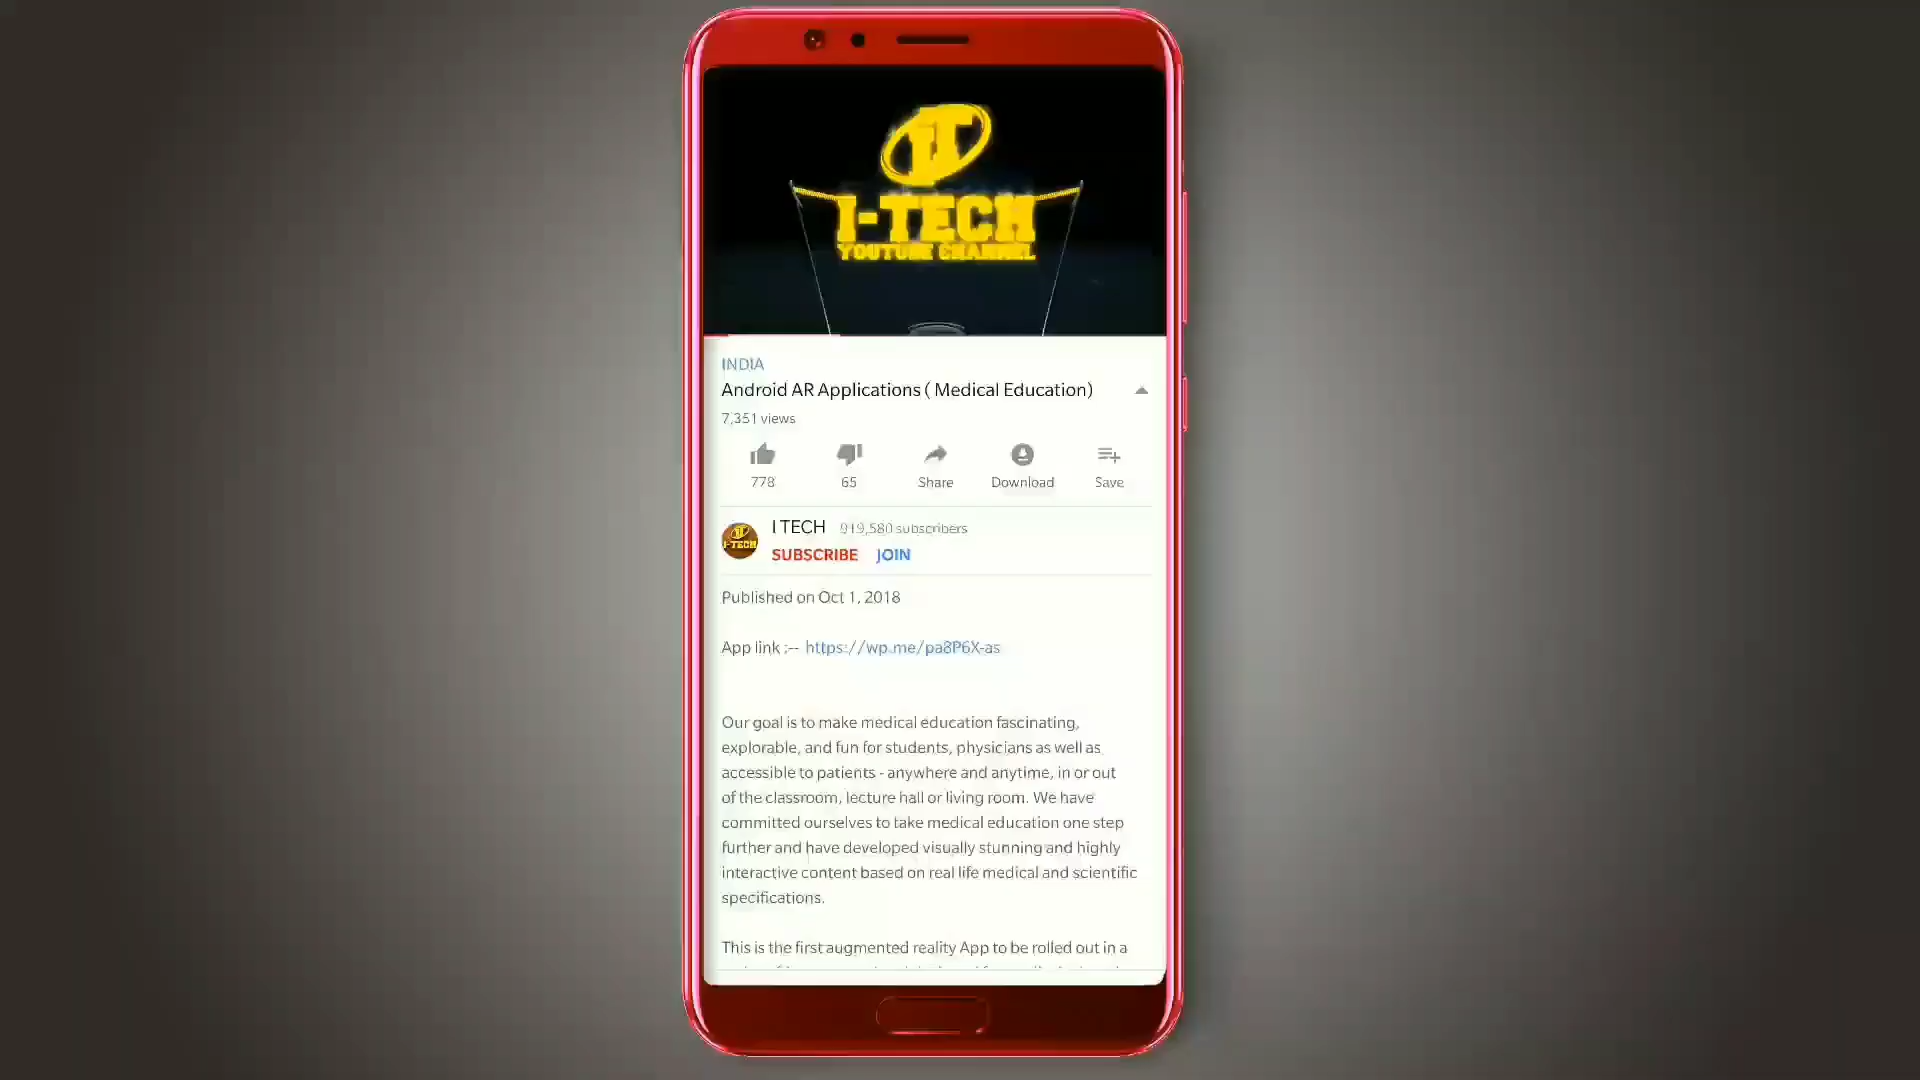 IT
I-TECH
YOUTUBE CHANNEL
INDIA
Android AR Applications ( Medical Education)
7,351 views
778
65
Share
Download
Save
I-TECH
I TECH 919,580 subscribers
SUBSCRIBE JOIN
Published on Oct 1, 2018
App link :-- https://wp.me/pa8P6X-as
Our goal is to make medical education fascinating,
explorable, and fun for students, physicians as well as
accessible to patients - anywhere and anytime, in or out
of the classroom, lecture hall or living room. We have
committed ourselves to take medical education one step
further and have developed visually stunning and highly
interactive content based on real life medical and scientific
specifications.
This is the first augmented reality App to be rolled out in a